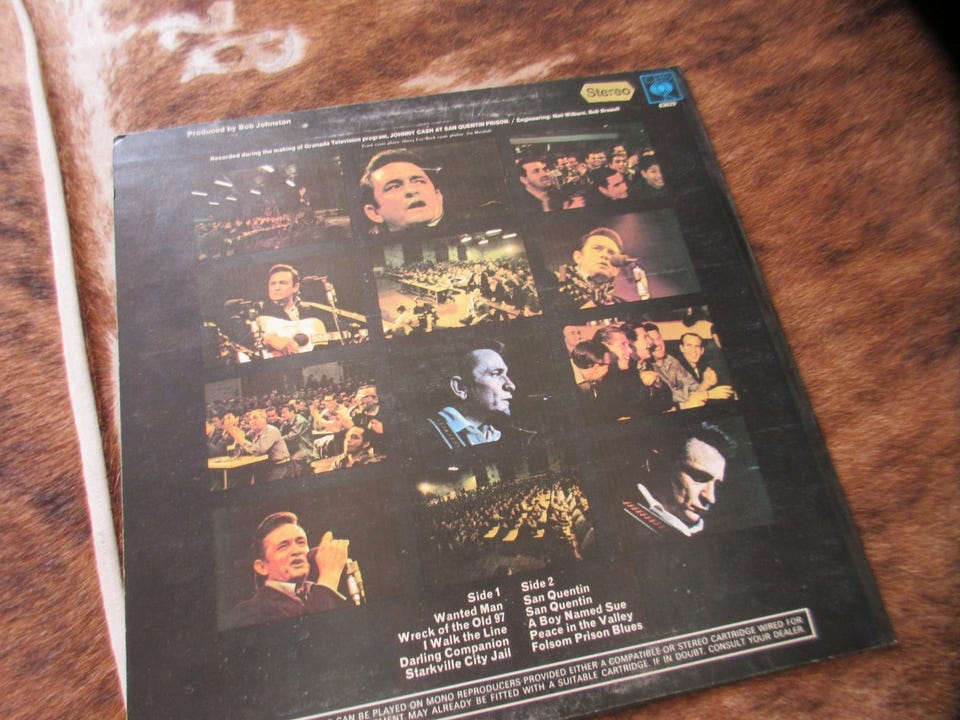 Stereo
CBS
63629
Produced by Bob Johnston
Recorded during the making of Granada Television program, JOHNNY CASH AT SAN QUENTIN PRISON. / Engineering: Neil Wilburn, Bob Breault
Side 1
Wanted Man
Wreck of the Old 97
I Walk the Line
Darling Companion
Starkville City Jail
Side 2
San Quentin
San Quentin
A Boy Named Sue
Peace in the Valley
Folsom Prison Blues
CAN BE PLAYED ON MONO REPRODUCERS PROVIDED EITHER A COMPATIBLE OR STEREO CARTRIDGE WIRED FOR
MAY ALREADY BE FITTED WITH A SUITABLE CARTRIDGE. IF IN DOUBT, CONSULT YOUR DEALER